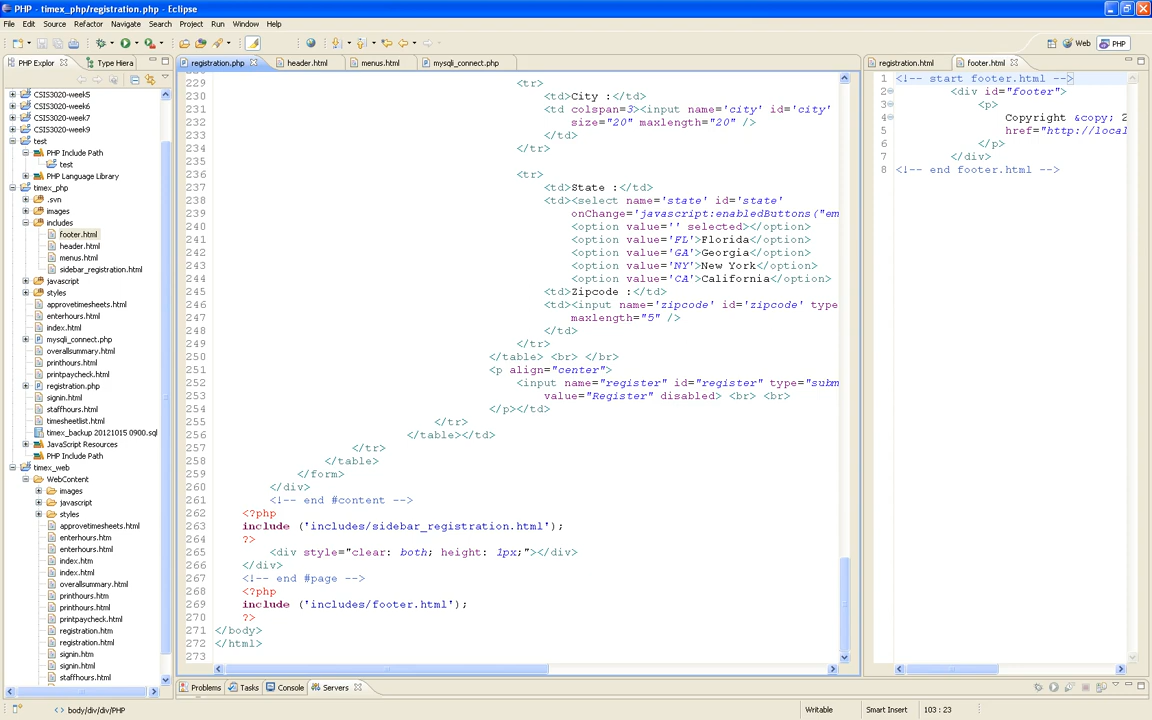 PHP - timex_php/registration.php - Eclipse
File Edit Source Refactor Navigate Search Project Run Window Help
Web PHP
PHP Explor Type Hiera
registration.php header.html menus.html mysqli_connect.php
registration.html footer.html
CSIS3020-week5
CSIS3020-week6
CSIS3020-week7
CSIS3020-week9
test
PHP Include Path
test
PHP Language Library
timex_php
.svn
images
includes
footer.html
header.html
menus.html
sidebar_registration.html
javascript
styles
approvetimesheets.html
enterhours.html
index.html
mysqli_connect.php
overallsummary.html
printhours.html
printpaycheck.html
registration.php
signin.html
staffhours.html
timesheetlist.html
timex_backup 20121015 0900.sql
JavaScript Resources
PHP Include Path
timex_web
WebContent
images
javascript
styles
approvetimesheets.html
enterhours.htm
enterhours.html
index.htm
index.html
overallsummary.html
printhours.htm
printhours.html
printpaycheck.html
registration.htm
registration.html
signin.htm
signin.html
staffhours.html
229 <tr>
230 <td>City :</td>
231 <td colspan=3><input name='city' id='city'
232 size="20" maxlength="20" />
233 </td>
234 </tr>
235
236 <tr>
237 <td>State :</td>
238 <td><select name='state' id='state'
239 onChange='javascript:enabledButtons("em
240 <option value='' selected></option>
241 <option value='FL'>Florida</option>
242 <option value='GA'>Georgia</option>
243 <option value='NY'>New York</option>
244 <option value='CA'>California</option>
245 <td>Zipcode :</td>
246 <td><input name='zipcode' id='zipcode' type
247 maxlength="5" />
248 </td>
249 </tr>
250 </table> <br> </br>
251 <p align="center">
252 <input name="register" id="register" type="subm
253 value="Register" disabled> <br> <br>
254 </p></td>
255 </tr>
256 </table></td>
257 </tr>
258 </table>
259 </form>
260 </div>
261 <!-- end #content -->
262 <?php
263 include ('includes/sidebar_registration.html');
264 ?>
265 <div style="clear: both; height: 1px;"></div>
266 </div>
267 <!-- end #page -->
268 <?php
269 include ('includes/footer.html');
270 ?>
271 </body>
272 </html>
273
1 <!-- start footer.html -->
2 <div id="footer">
3 <p>
4 Copyright &copy; 2
5 href="http://local
6 </p>
7 </div>
8 <!-- end footer.html -->
Problems Tasks Console Servers
body/div/div/PHP Writable Smart Insert 103 : 23